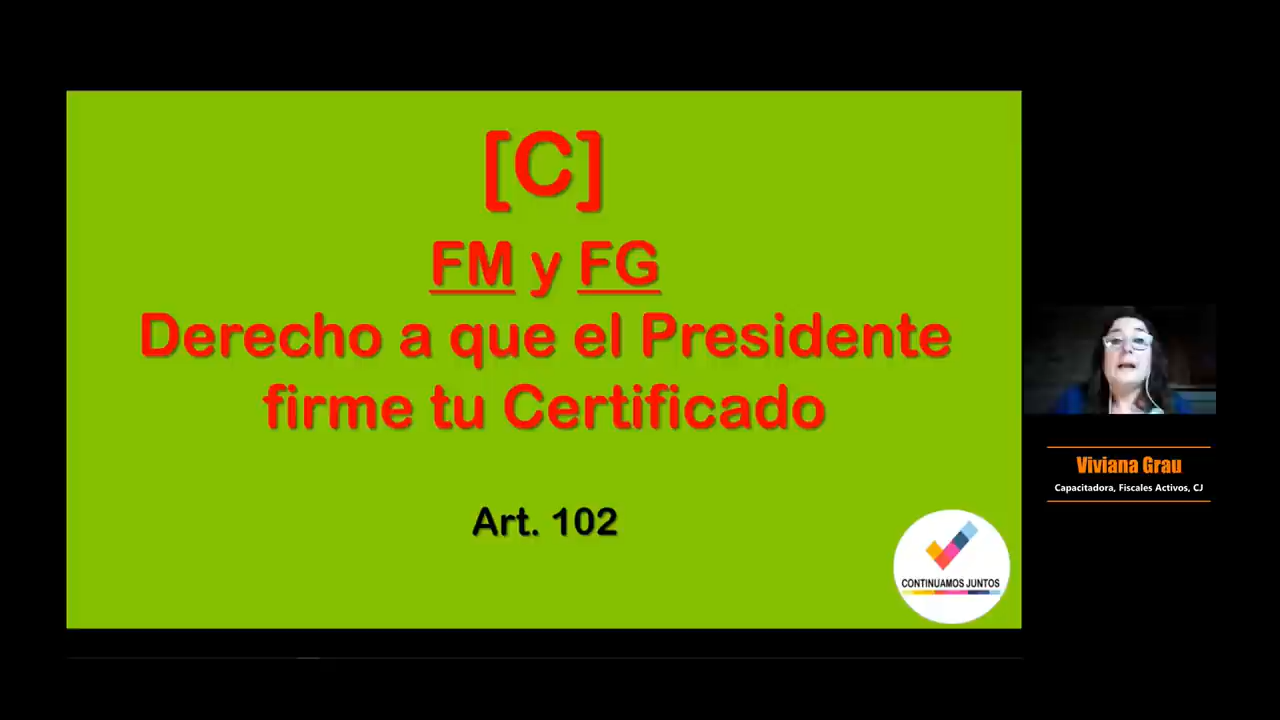 [C]
FM y FG
Derecho a que el Presidente
firme tu Certificado
Art. 102
CONTINUAMOS JUNTOS
Viviana Grau
Capacitadora, Fiscales Activos, CJ